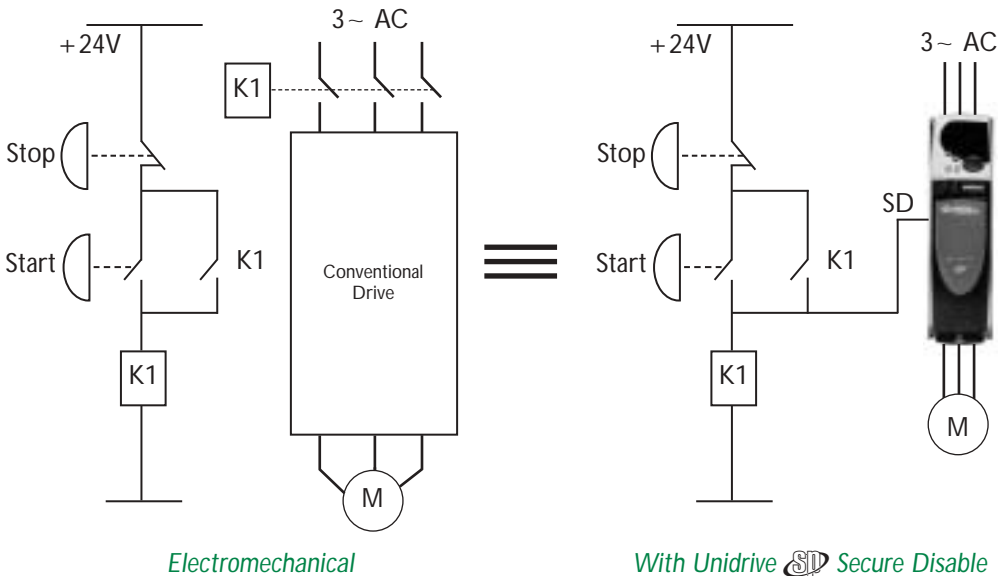 3~ AC
+24V
K1
Stop
Start
K1
Conventional
Drive
K1
M
Electromechanical
+24V
3~ AC
Stop
SD
Start
K1
K1
M
With Unidrive SP Secure Disable